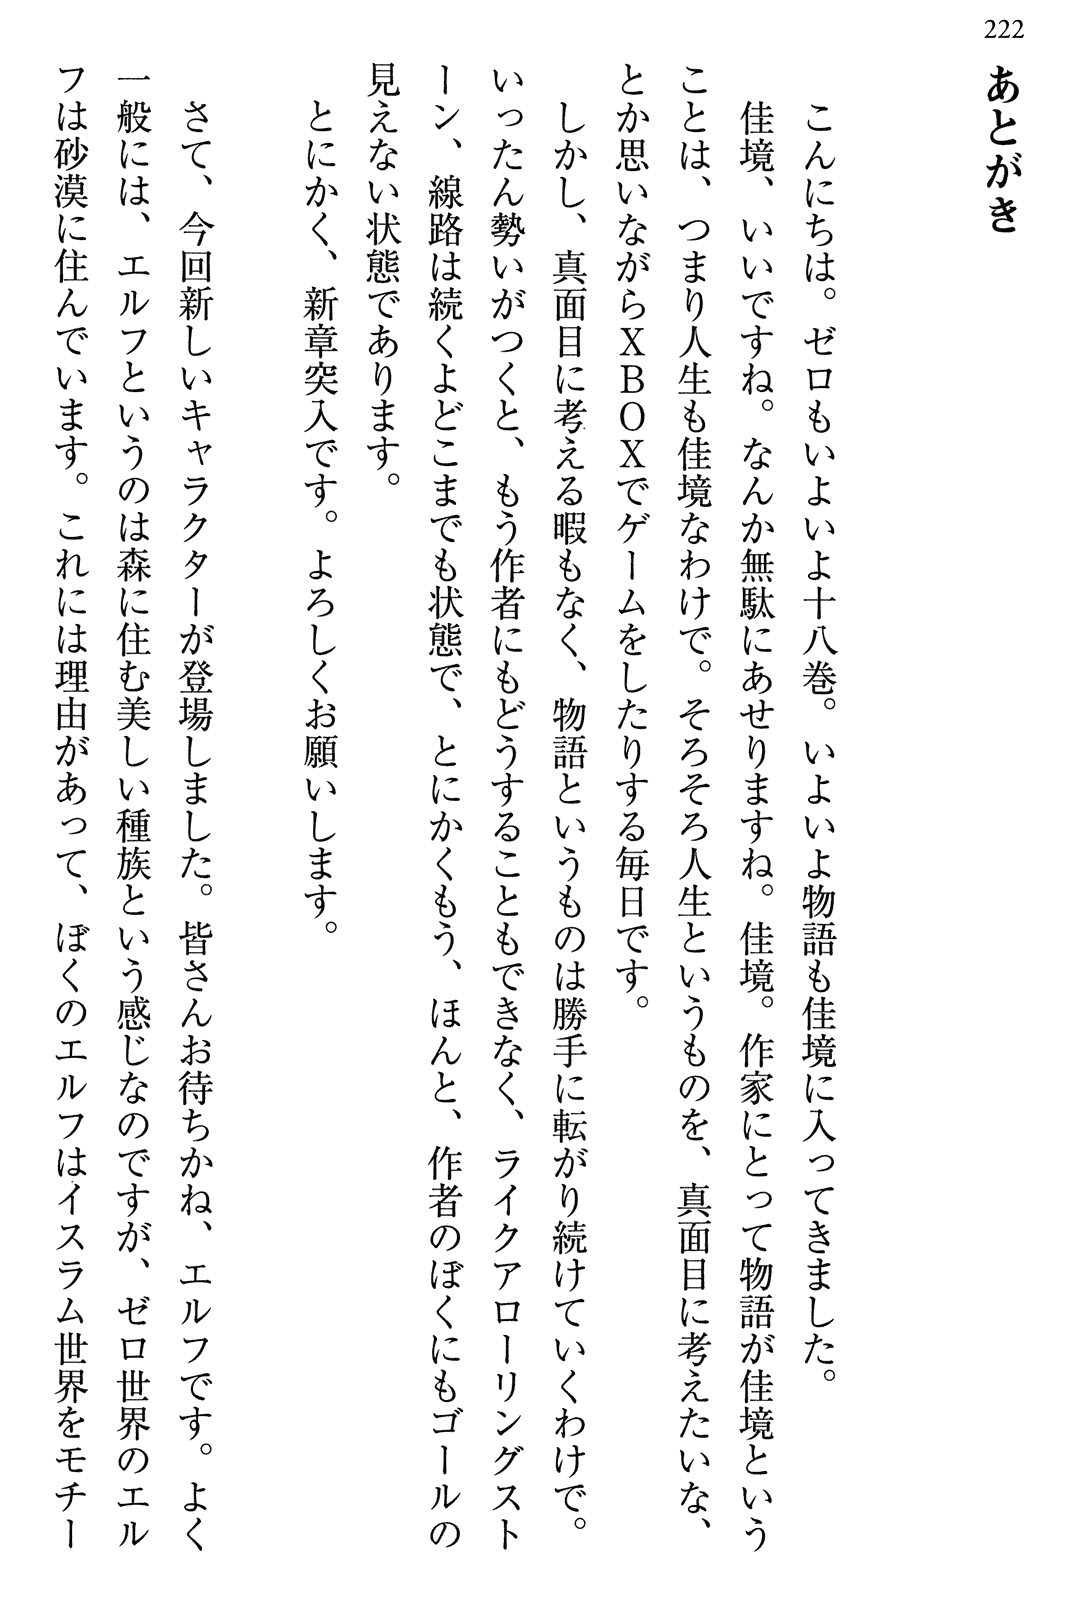 222
あとがき
こんにちは。ゼロもいよいよ十八巻。いよいよ物語も佳境に入ってきました。
佳境、いいですね。なんか無駄にあせりますね。佳境。作家にとって物語が佳境という
ことは、つまり人生も佳境なわけで。そろそろ人生というものを、真面目に考えたいな、
とか思いながらＸＢＯＸでゲームをしたりする毎日です。
しかし、真面目に考える暇もなく、物語というものは勝手に転がり続けていくわけで。
いったん勢いがつくと、もう作者にもどうすることもできなく、ライクアローリングスト
ーン、線路は続くよどこまでも状態で、とにかくもう、ほんと、作者のぼくにもゴールの
見えない状態であります。
とにかく、新章突入です。よろしくお願いします。
さて、今回新しいキャラクターが登場しました。皆さんお待ちかね、エルフです。よく
一般には、エルフというのは森に住む美しい種族という感じなのですが、ゼロ世界のエル
フは砂漠に住んでいます。これには理由があって、ぼくのエルフはイスラム世界をモチー